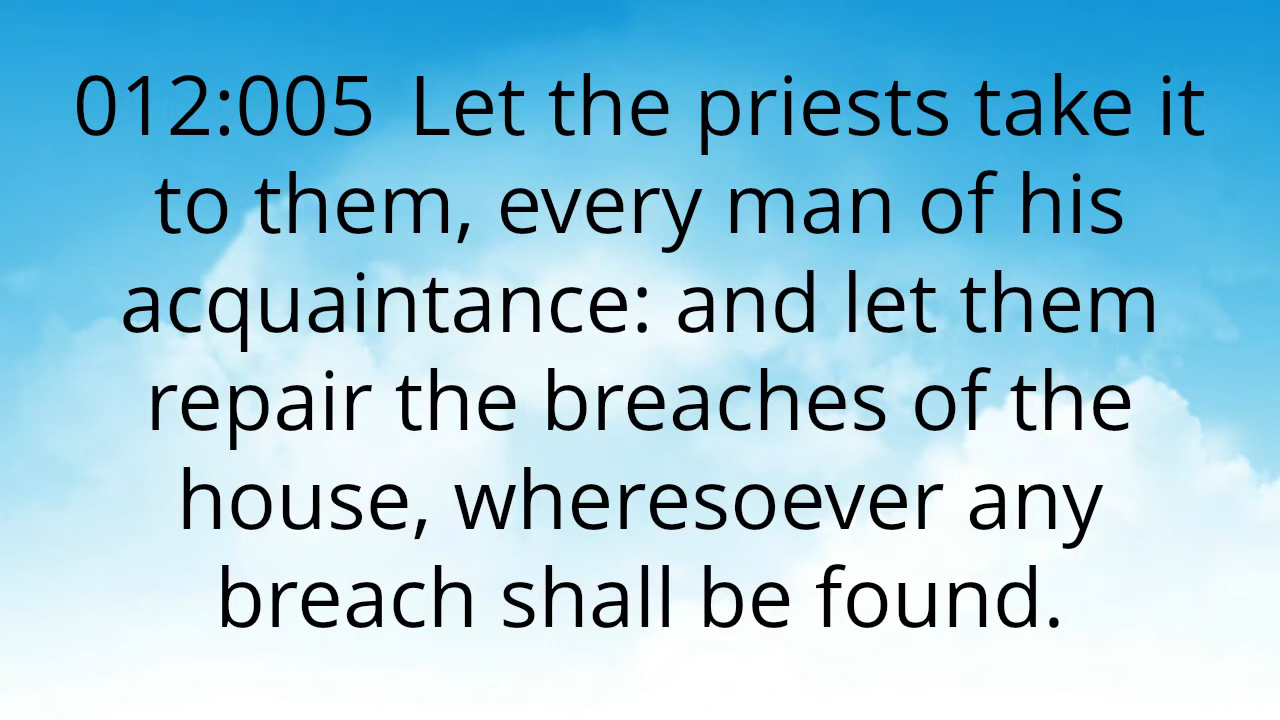 012:005 Let the priests take it
to them, every man of his
acquaintance: and let them
repair the breaches of the
house, wheresoever any
breach shall be found.